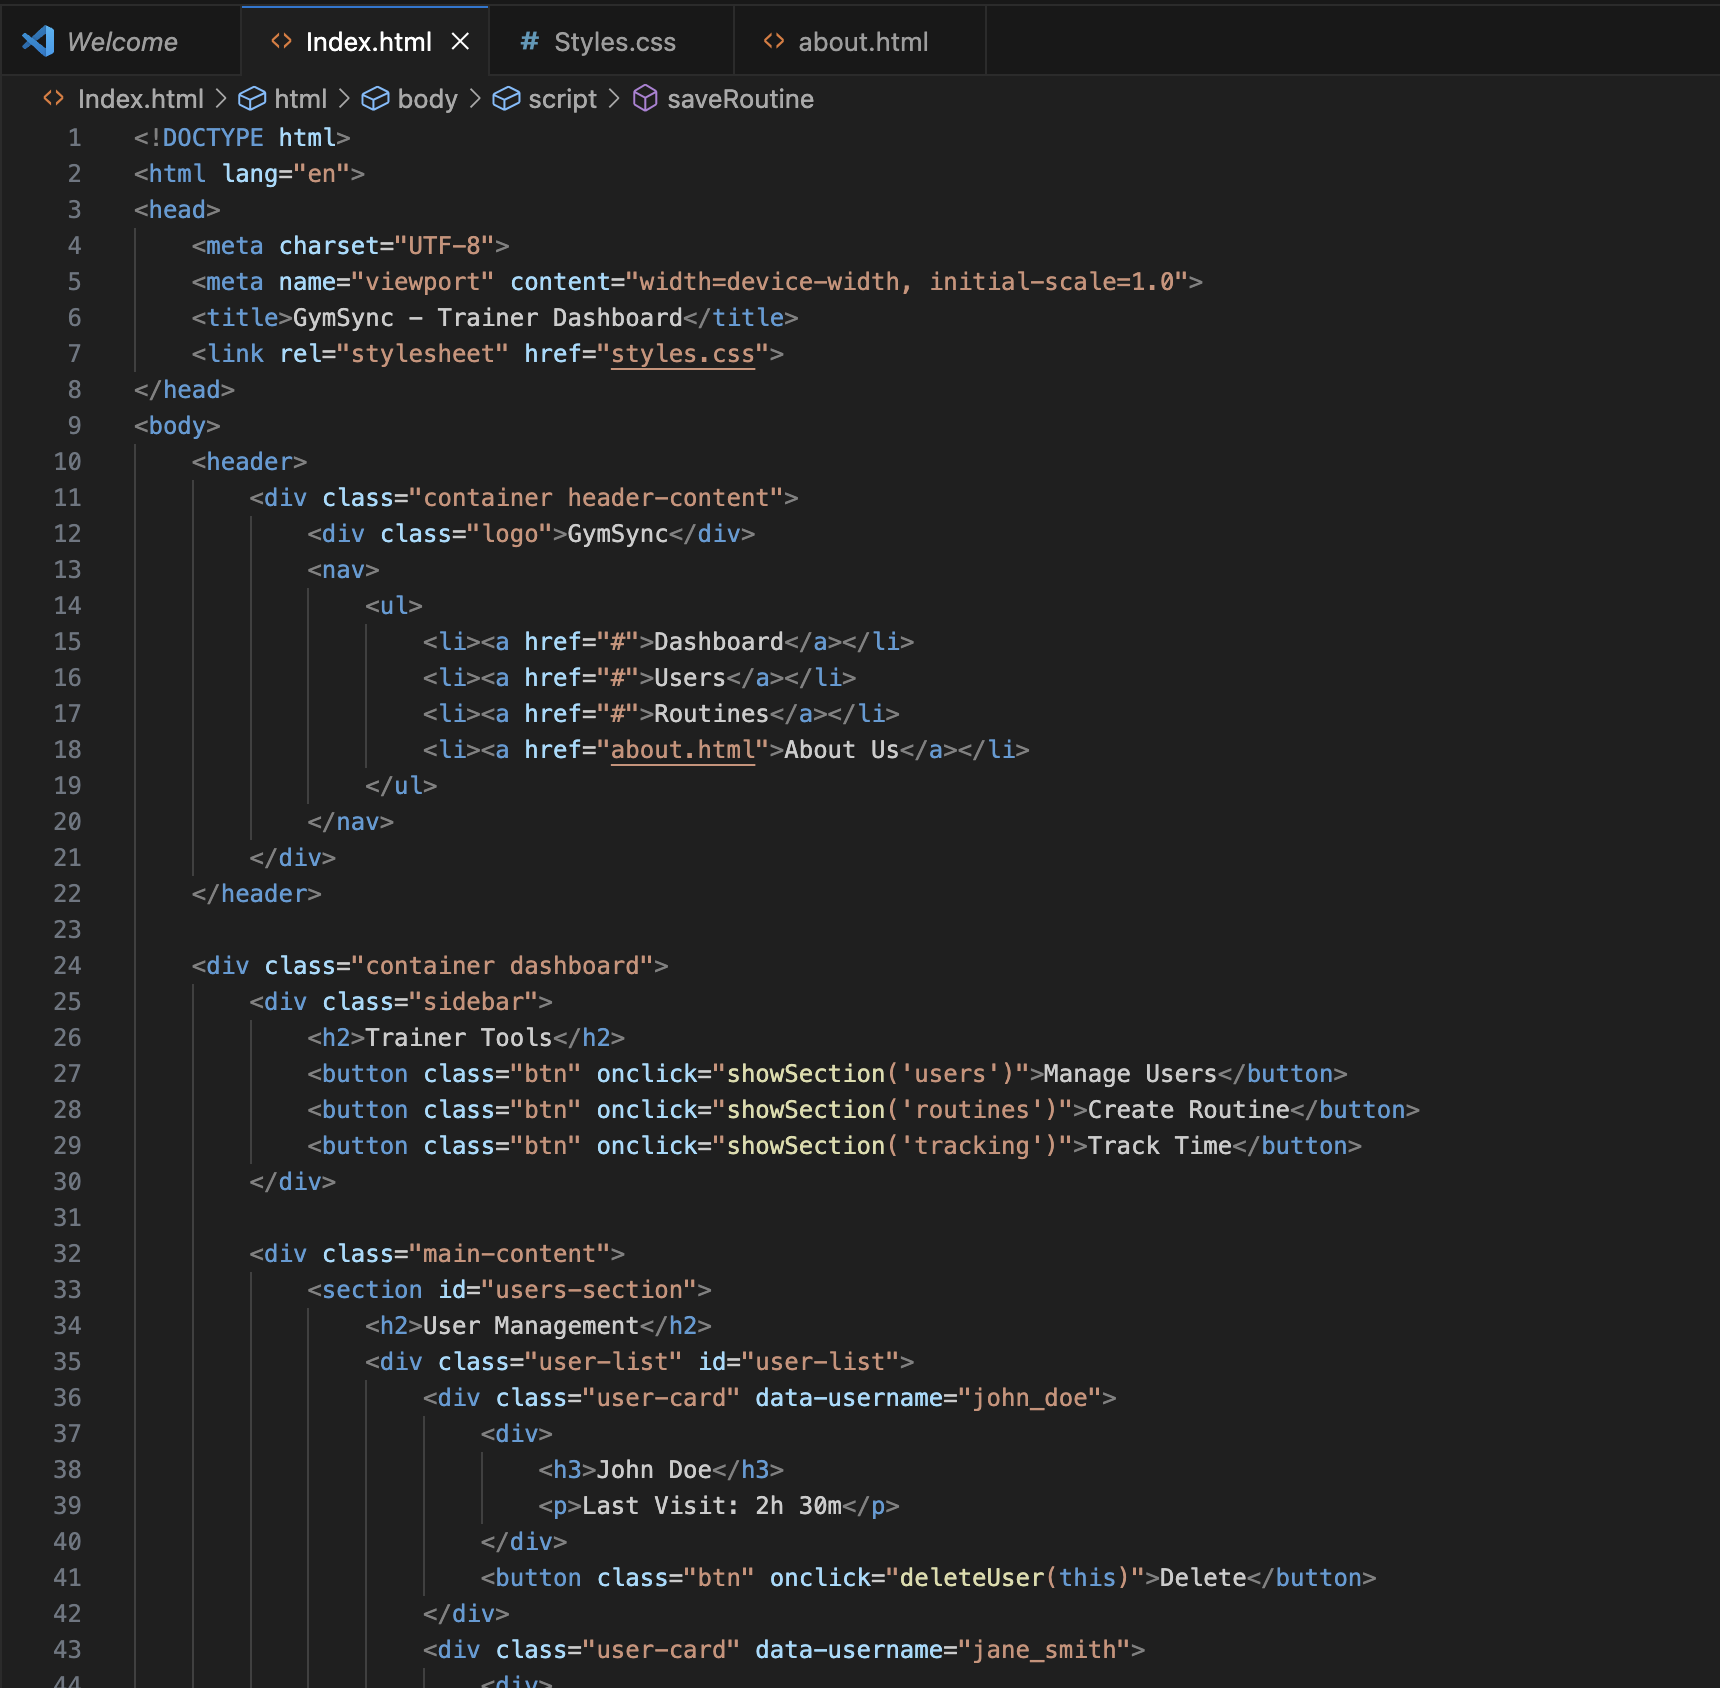 Welcome Index.html Styles.css about.html
Index.html > html > body > script > saveRoutine
1 <!DOCTYPE html>
2 <html lang="en">
3 <head>
4     <meta charset="UTF-8">
5     <meta name="viewport" content="width=device-width, initial-scale=1.0">
6     <title>GymSync - Trainer Dashboard</title>
7     <link rel="stylesheet" href="styles.css">
8 </head>
9 <body>
10     <header>
11         <div class="container header-content">
12             <div class="logo">GymSync</div>
13             <nav>
14                 <ul>
15                     <li><a href="#">Dashboard</a></li>
16                     <li><a href="#">Users</a></li>
17                     <li><a href="#">Routines</a></li>
18                     <li><a href="about.html">About Us</a></li>
19                 </ul>
20             </nav>
21         </div>
22     </header>
23
24     <div class="container dashboard">
25         <div class="sidebar">
26             <h2>Trainer Tools</h2>
27             <button class="btn" onclick="showSection('users')">Manage Users</button>
28             <button class="btn" onclick="showSection('routines')">Create Routine</button>
29             <button class="btn" onclick="showSection('tracking')">Track Time</button>
30         </div>
31
32         <div class="main-content">
33             <section id="users-section">
34                 <h2>User Management</h2>
35                 <div class="user-list" id="user-list">
36                     <div class="user-card" data-username="john_doe">
37                         <div>
38                             <h3>John Doe</h3>
39                             <p>Last Visit: 2h 30m</p>
40                         </div>
41                         <button class="btn" onclick="deleteUser(this)">Delete</button>
42                     </div>
43                     <div class="user-card" data-username="jane_smith">
44                         <div>